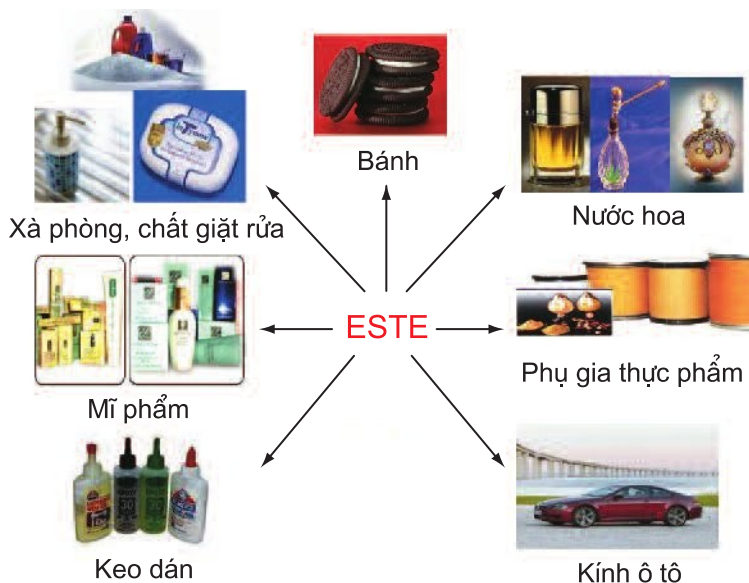 Bánh
Nước hoa
Xà phòng, chất giặt rửa
ESTE
Phụ gia thực phẩm
Mĩ phẩm
Keo dán
Kính ô tô